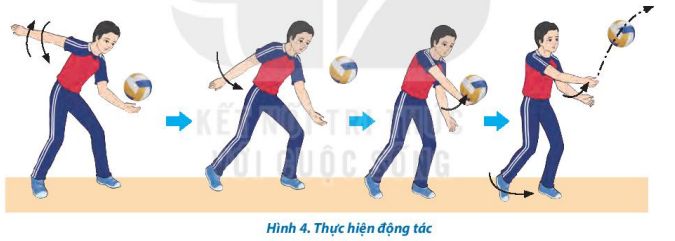 KẾT NỐI TRI THỨC
VỚI CUỘC SỐNG
Hình 4. Thực hiện động tác